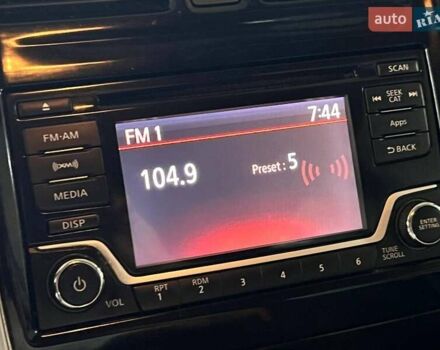 auto RIA
SCAN
SEEK
CAT
FM·AM
Apps
BACK
MEDIA
DISP
FM 1
7:44
104.9
Preset : 5
ENTER
SETTING
TUNE
SCROLL
VOL
RPT
1
RDM
2
3
4
5
6